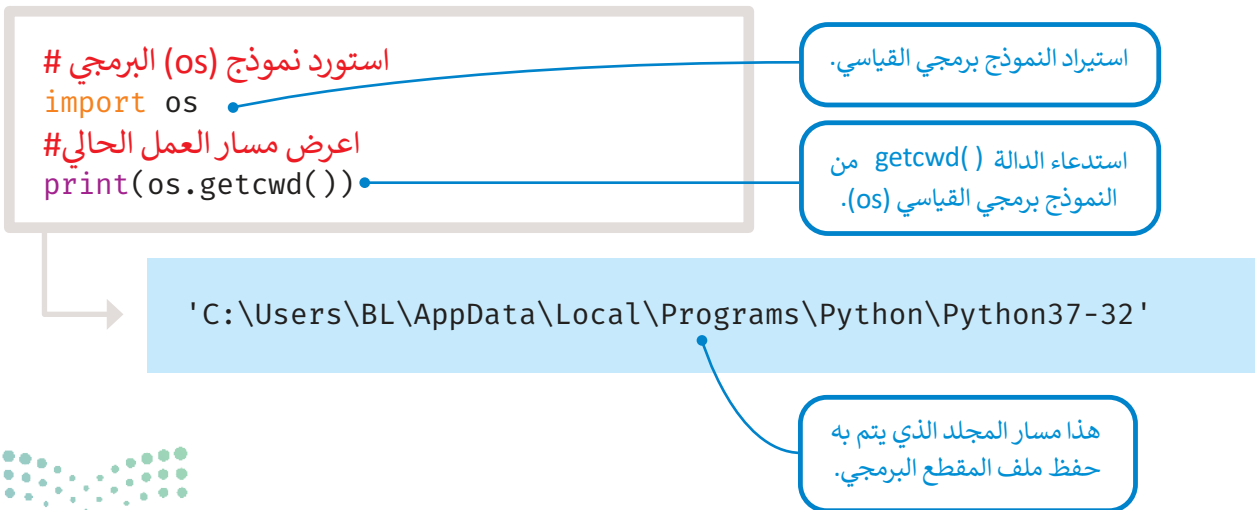 # استورد نموذج (os) البرمجي
import os
#اعرض مسار العمل الحالي
print(os.getcwd())
استيراد النموذج برمجي القياسي.
استدعاء الدالة getcwd( ) من
النموذج برمجي القياسي (os).
'C:\Users\BL\AppData\Local\Programs\Python\Python37-32'
هذا مسار المجلد الذي يتم به
حفظ ملف المقطع البرمجي.